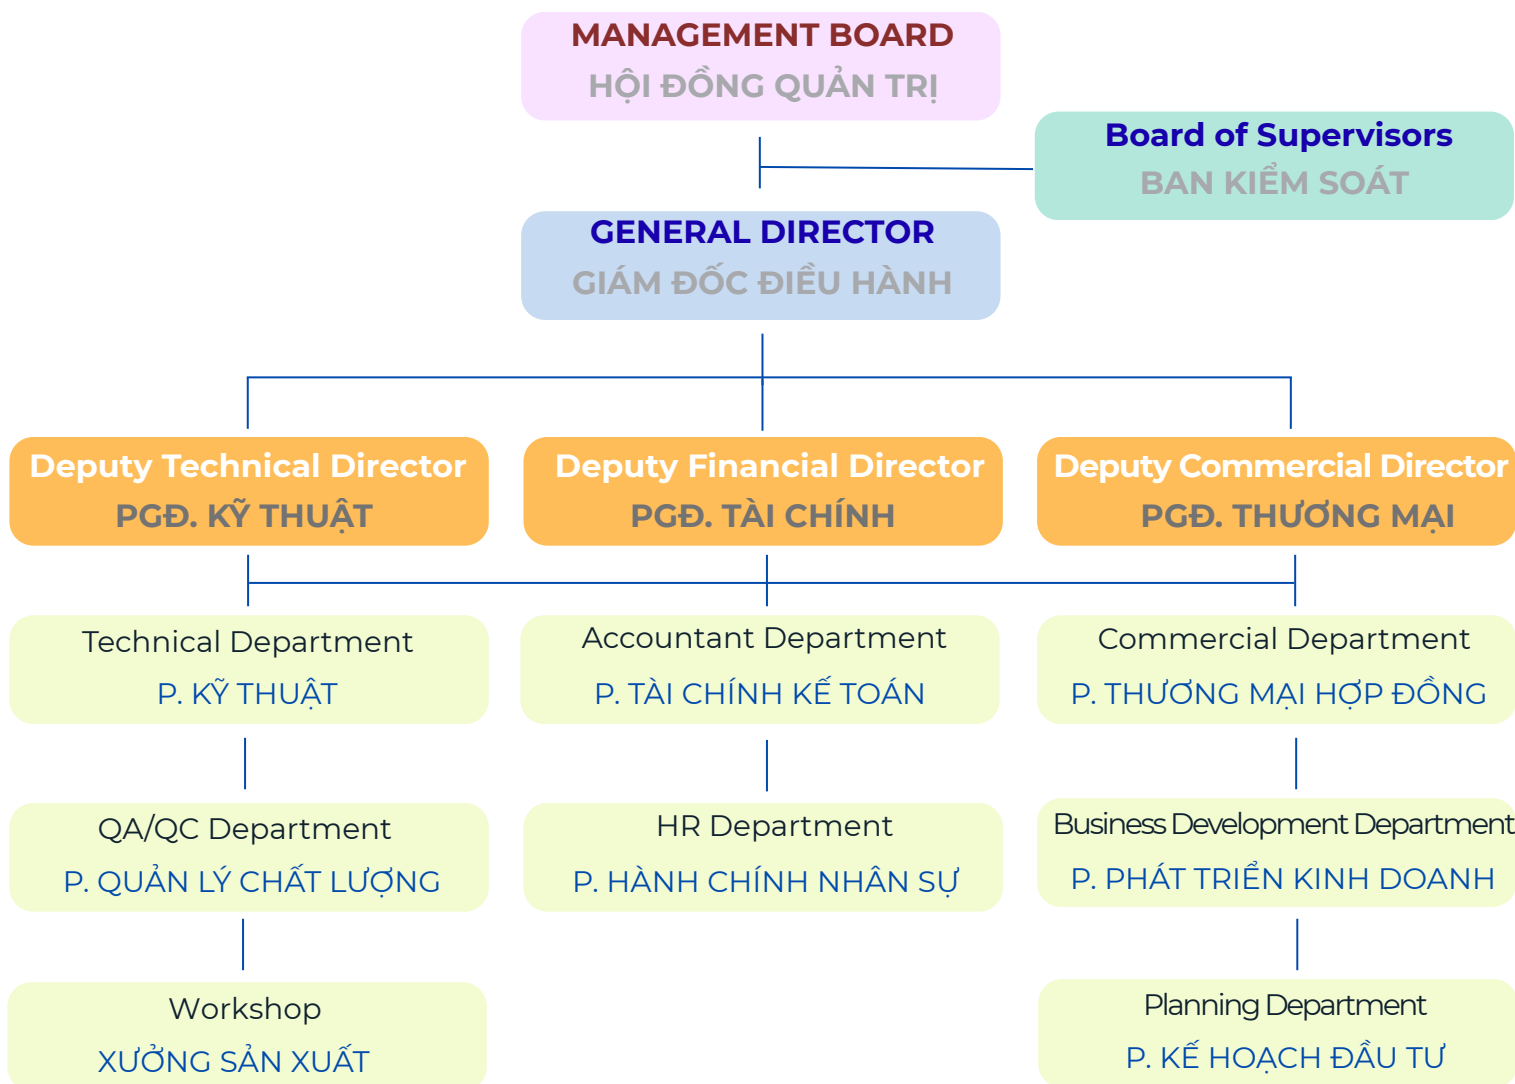 MANAGEMENT BOARD
HỘI ĐỒNG QUẢN TRỊ
Board of Supervisors
BAN KIỂM SOÁT
GENERAL DIRECTOR
GIÁM ĐỐC ĐIỀU HÀNH
Deputy Technical Director
PGĐ. KỸ THUẬT
Deputy Financial Director
PGĐ. TÀI CHÍNH
Deputy Commercial Director
PGĐ. THƯƠNG MẠI
Technical Department
P. KỸ THUẬT
Accountant Department
P. TÀI CHÍNH KẾ TOÁN
Commercial Department
P. THƯƠNG MẠI HỢP ĐỒNG
QA/QC Department
P. QUẢN LÝ CHẤT LƯỢNG
HR Department
P. HÀNH CHÍNH NHÂN SỰ
Business Development Department
P. PHÁT TRIỂN KINH DOANH
Workshop
XƯỞNG SẢN XUẤT
Planning Department
P. KẾ HOẠCH ĐẦU TƯ